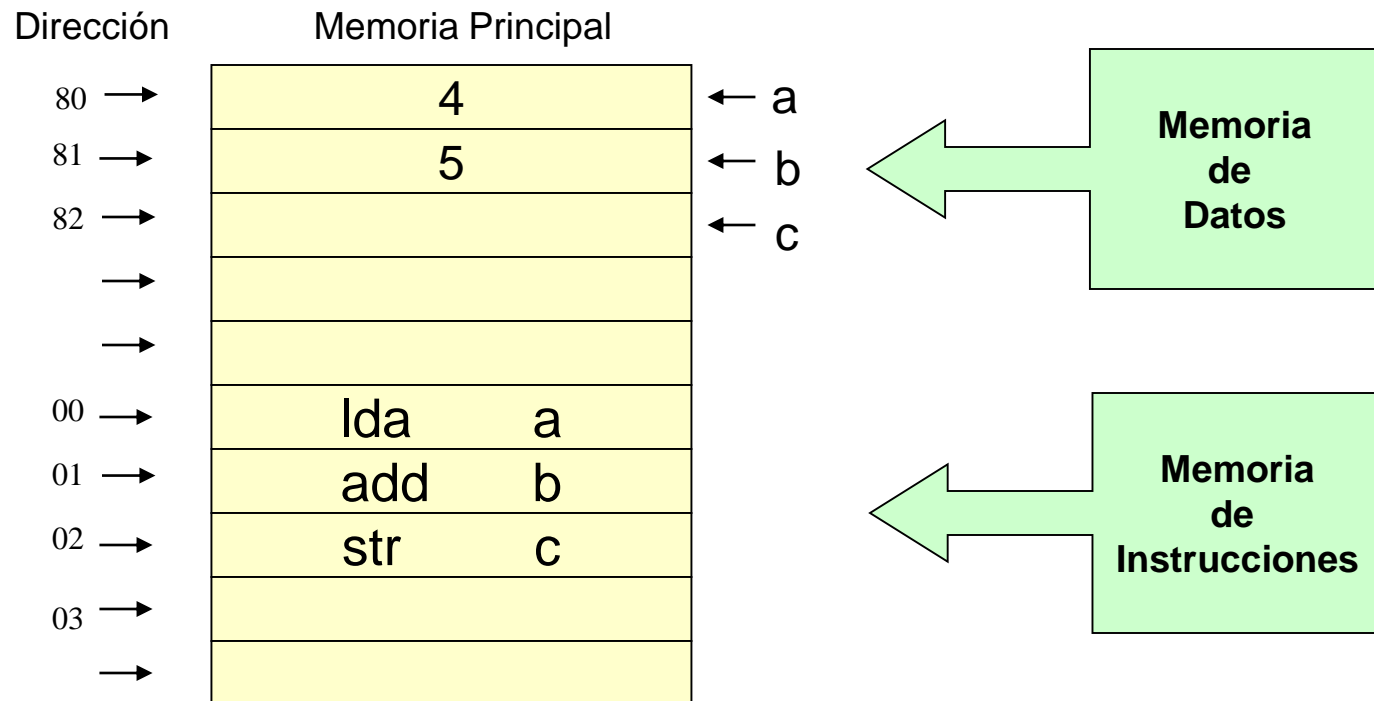 Dirección Memoria Principal
80 4 a
81 5 b
82 c
00 lda a
01 add b
02 str c
03
Memoria
de
Datos
Memoria
de
Instrucciones